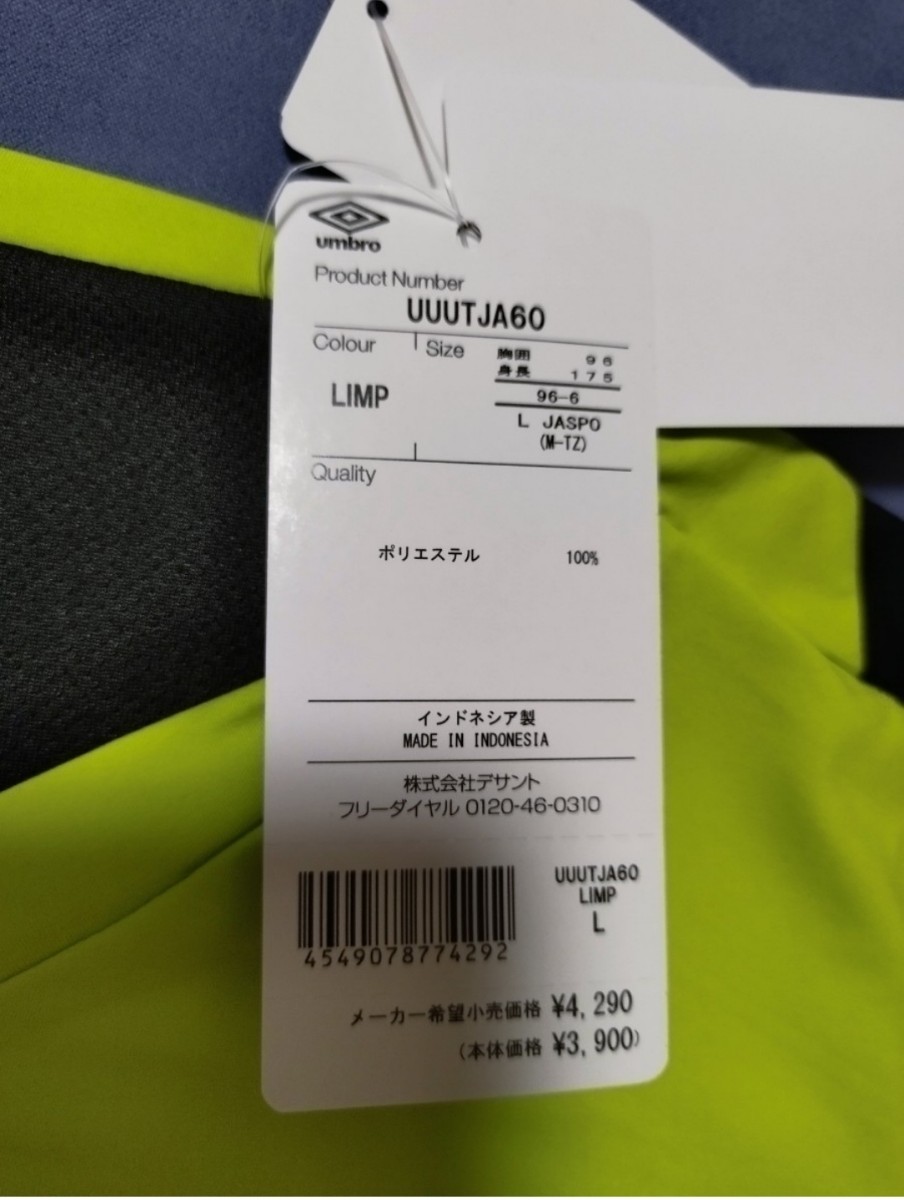 umbro
Product Number
UUUTJA60
Colour Size 胸囲 96
身長 175
LIMP 96-6
L JASPO
(M-TZ)
Quality
ポリエステル 100%
インドネシア製
MADE IN INDONESIA
株式会社デサント
フリーダイヤル 0120-46-0310
UUUTJA60
LIMP
L
4549078774292
メーカー希望小売価格 ¥4,290
(本体価格 ¥3,900)